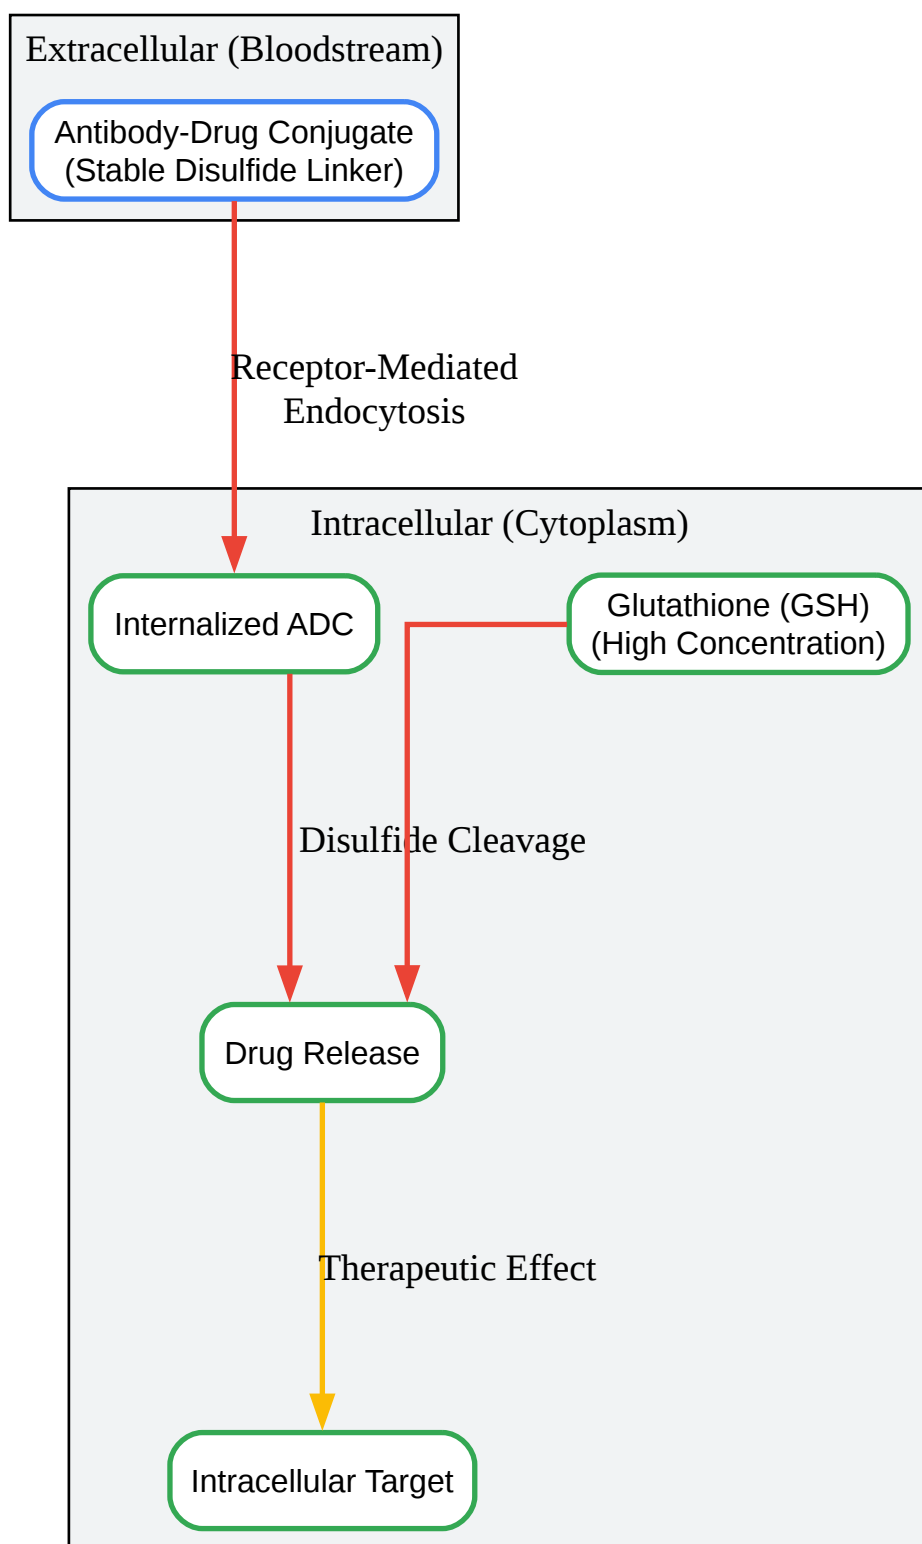 Extracellular (Bloodstream)
Antibody-Drug Conjugate
(Stable Disulfide Linker)
Receptor-Mediated
Endocytosis
Intracellular (Cytoplasm)
Internalized ADC
Glutathione (GSH)
(High Concentration)
Disulfide Cleavage
Drug Release
Therapeutic Effect
Intracellular Target